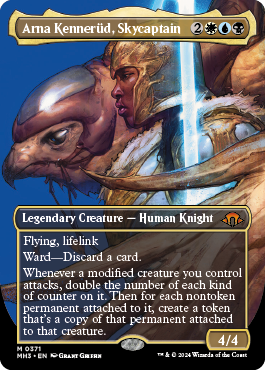 Arna Kennerüd, Skycaptain 2
Legendary Creature — Human Knight
Flying, lifelink
Ward—Discard a card.
Whenever a modified creature you control
attacks, double the number of each kind
of counter on it. Then for each nontoken
permanent attached to it, create a token
that's a copy of that permanent attached
to that creature.
4/4
M 0371
MH3 • EN Grant Griffin
™ & © 2024 Wizards of the Coast